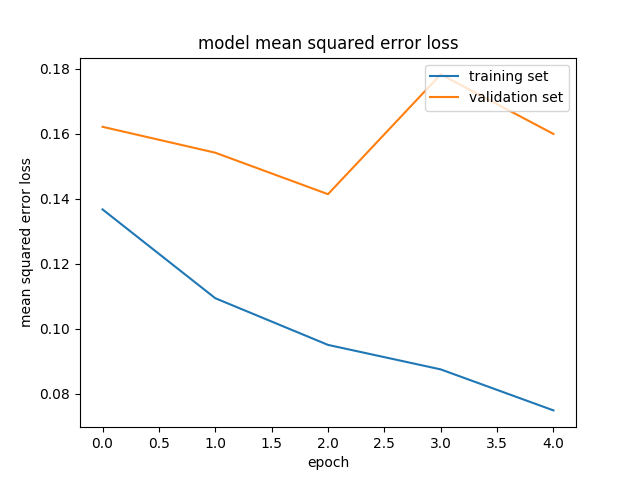 model mean squared error loss
training set
validation set
0.18
0.16
0.14
0.12
0.10
0.08
mean squared error loss
0.0 0.5 1.0 1.5 2.0 2.5 3.0 3.5 4.0
epoch